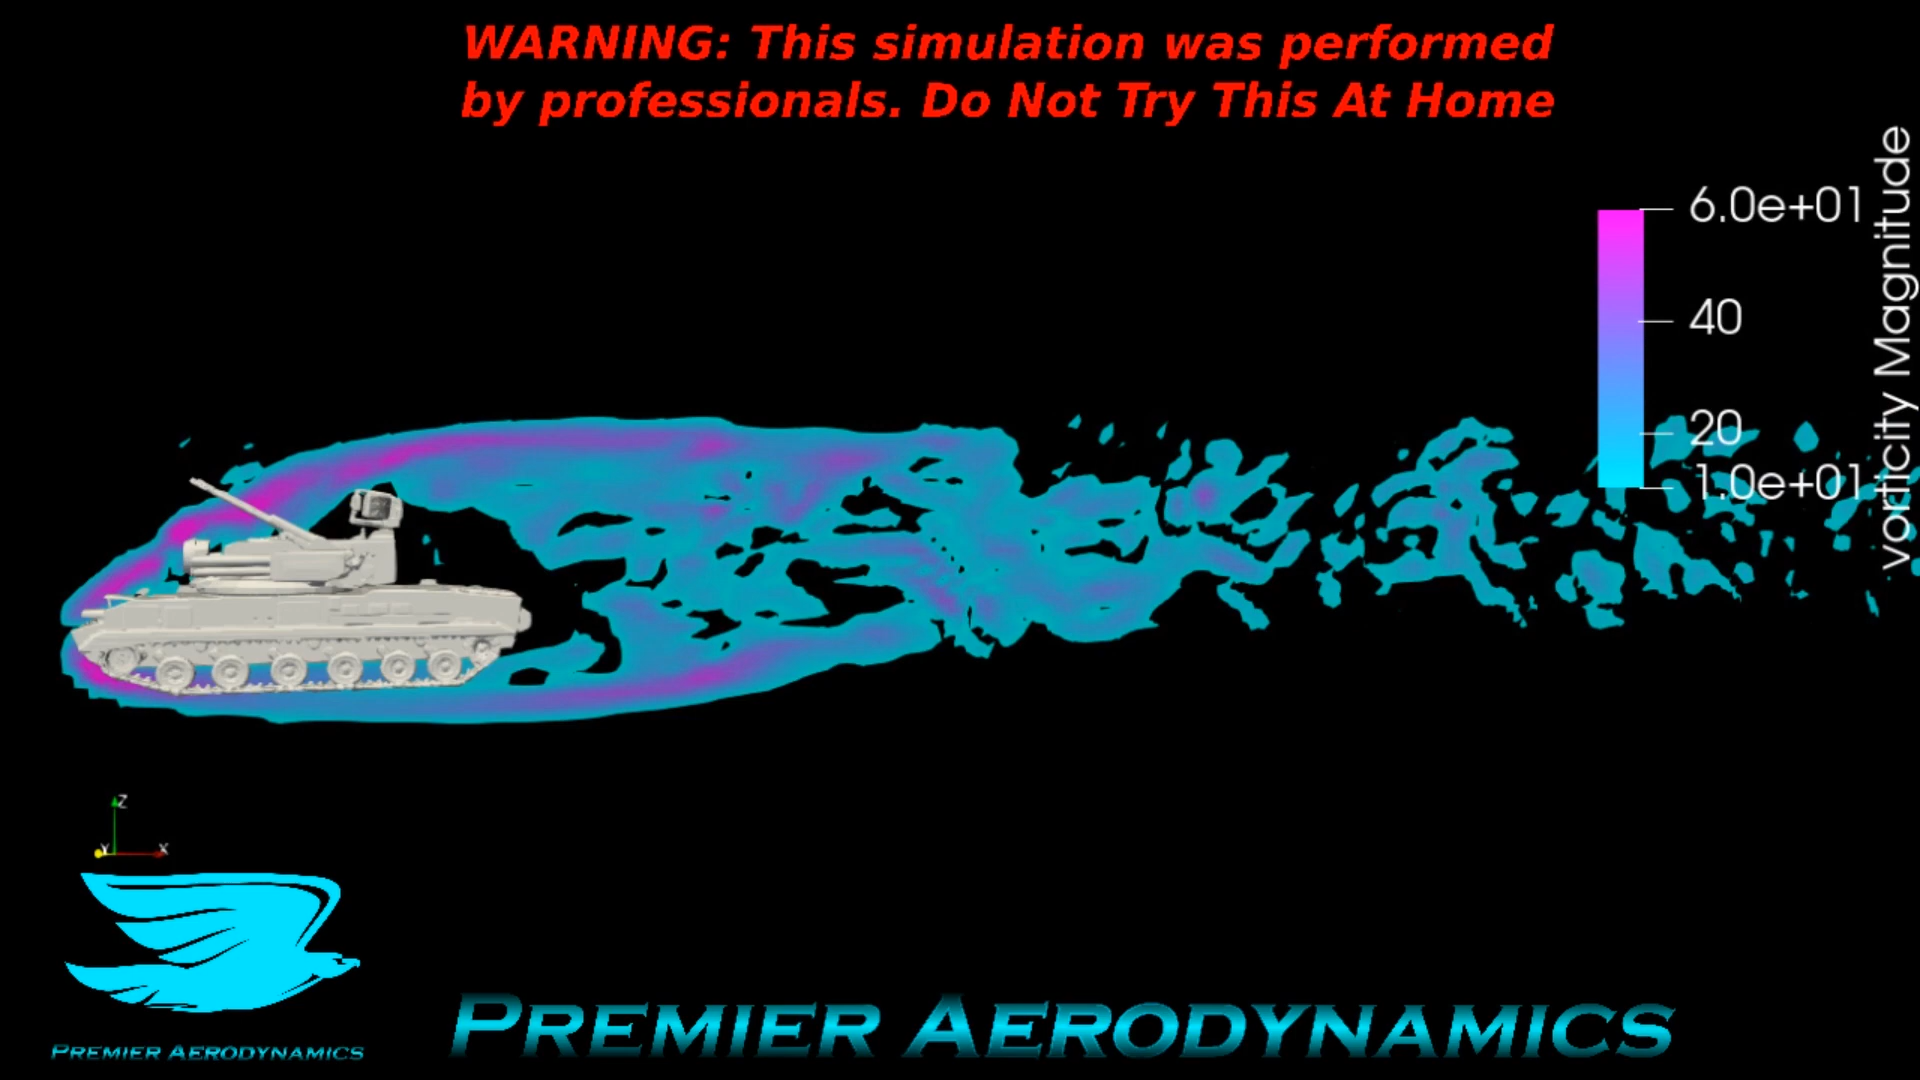 WARNING: This simulation was performed
by professionals. Do Not Try This At Home
6.0e+01
40
20
1.0e+01
vorticity Magnitude
Z
Y
X
PREMIER AERODYNAMICS
PREMIER AERODYNAMICS